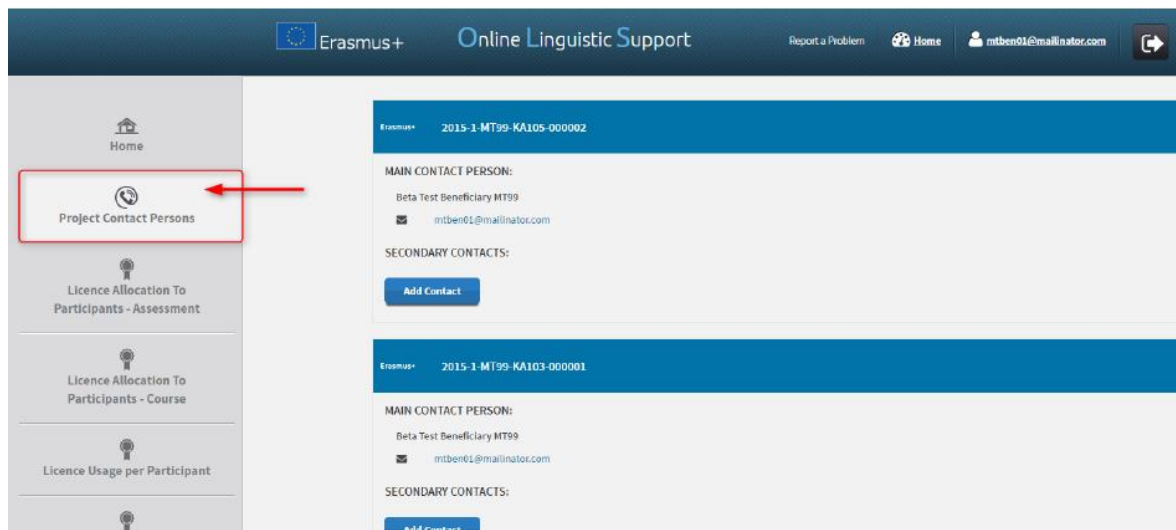 Erasmus+
Online Linguistic Support
Report a Problem
Home
mtben01@mailinator.com
Home
Project Contact Persons
Licence Allocation To
Participants - Assessment
Licence Allocation To
Participants - Course
Licence Usage per Participant
Erasmus+ 2015-1-MT99-KA105-000002
MAIN CONTACT PERSON:
Beta Test Beneficiary MT99
mtben01@mailinator.com
SECONDARY CONTACTS:
Add Contact
Erasmus+ 2015-1-MT99-KA103-000001
MAIN CONTACT PERSON:
Beta Test Beneficiary MT99
mtben01@mailinator.com
SECONDARY CONTACTS:
Add Contact